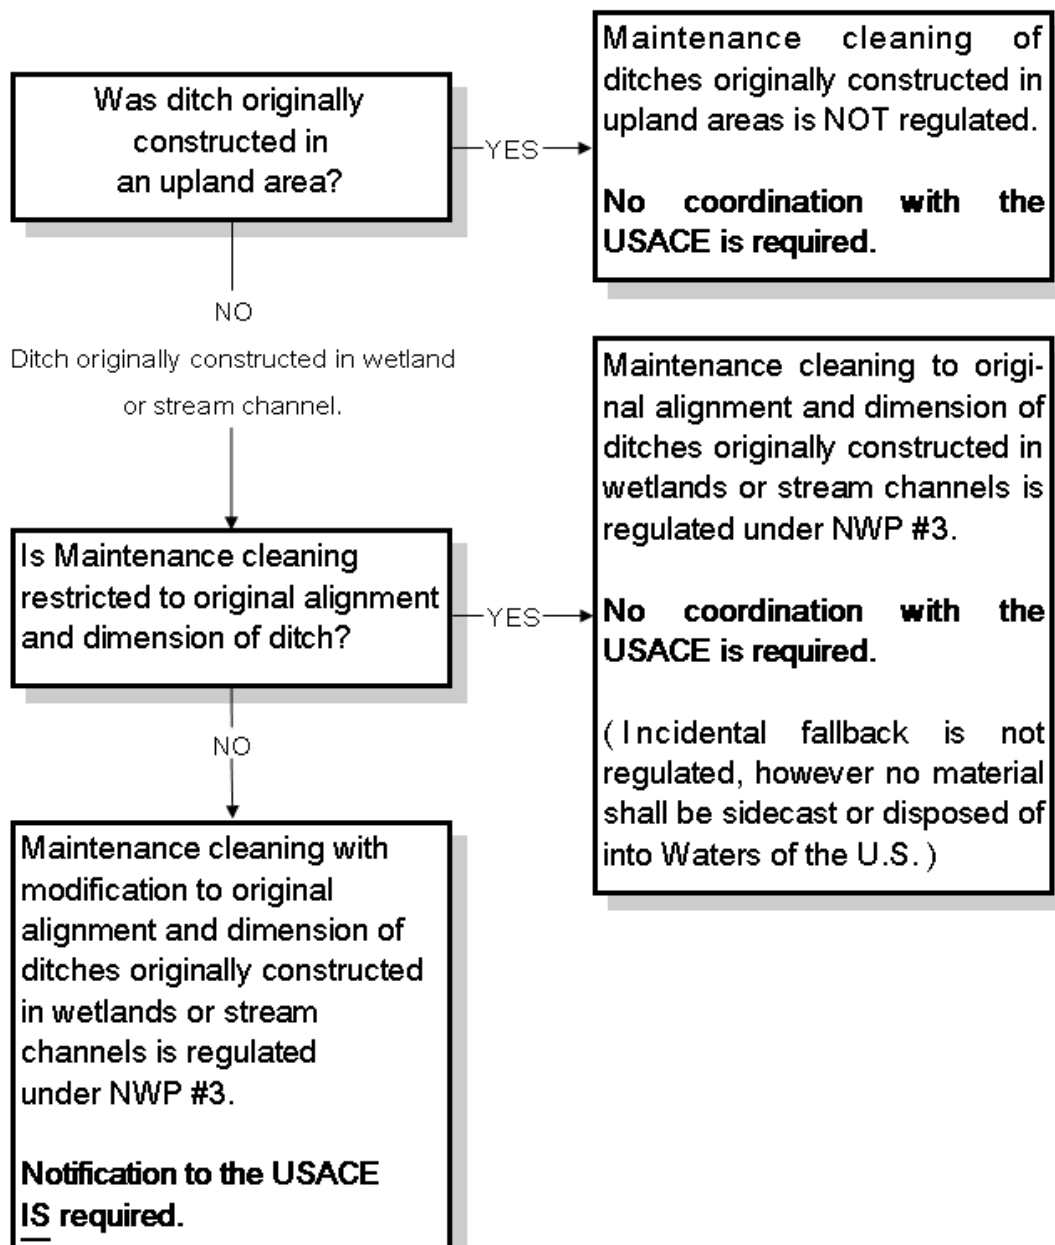 Was ditch originally
constructed in
an upland area?
YES
Maintenance cleaning of
ditches originally constructed in
upland areas is NOT regulated.
No coordination with the
USACE is required.
NO
Ditch originally constructed in wetland
or stream channel.
Is Maintenance cleaning
restricted to original alignment
and dimension of ditch?
YES
Maintenance cleaning to origi-
nal alignment and dimension of
ditches originally constructed in
wetlands or stream channels is
regulated under NWP #3.
No coordination with the
USACE is required.
(Incidental fallback is not
regulated, however no material
shall be sidecast or disposed of
into Waters of the U.S.)
NO
Maintenance cleaning with
modification to original
alignment and dimension of
ditches originally constructed
in wetlands or stream
channels is regulated
under NWP #3.
Notification to the USACE
IS required.